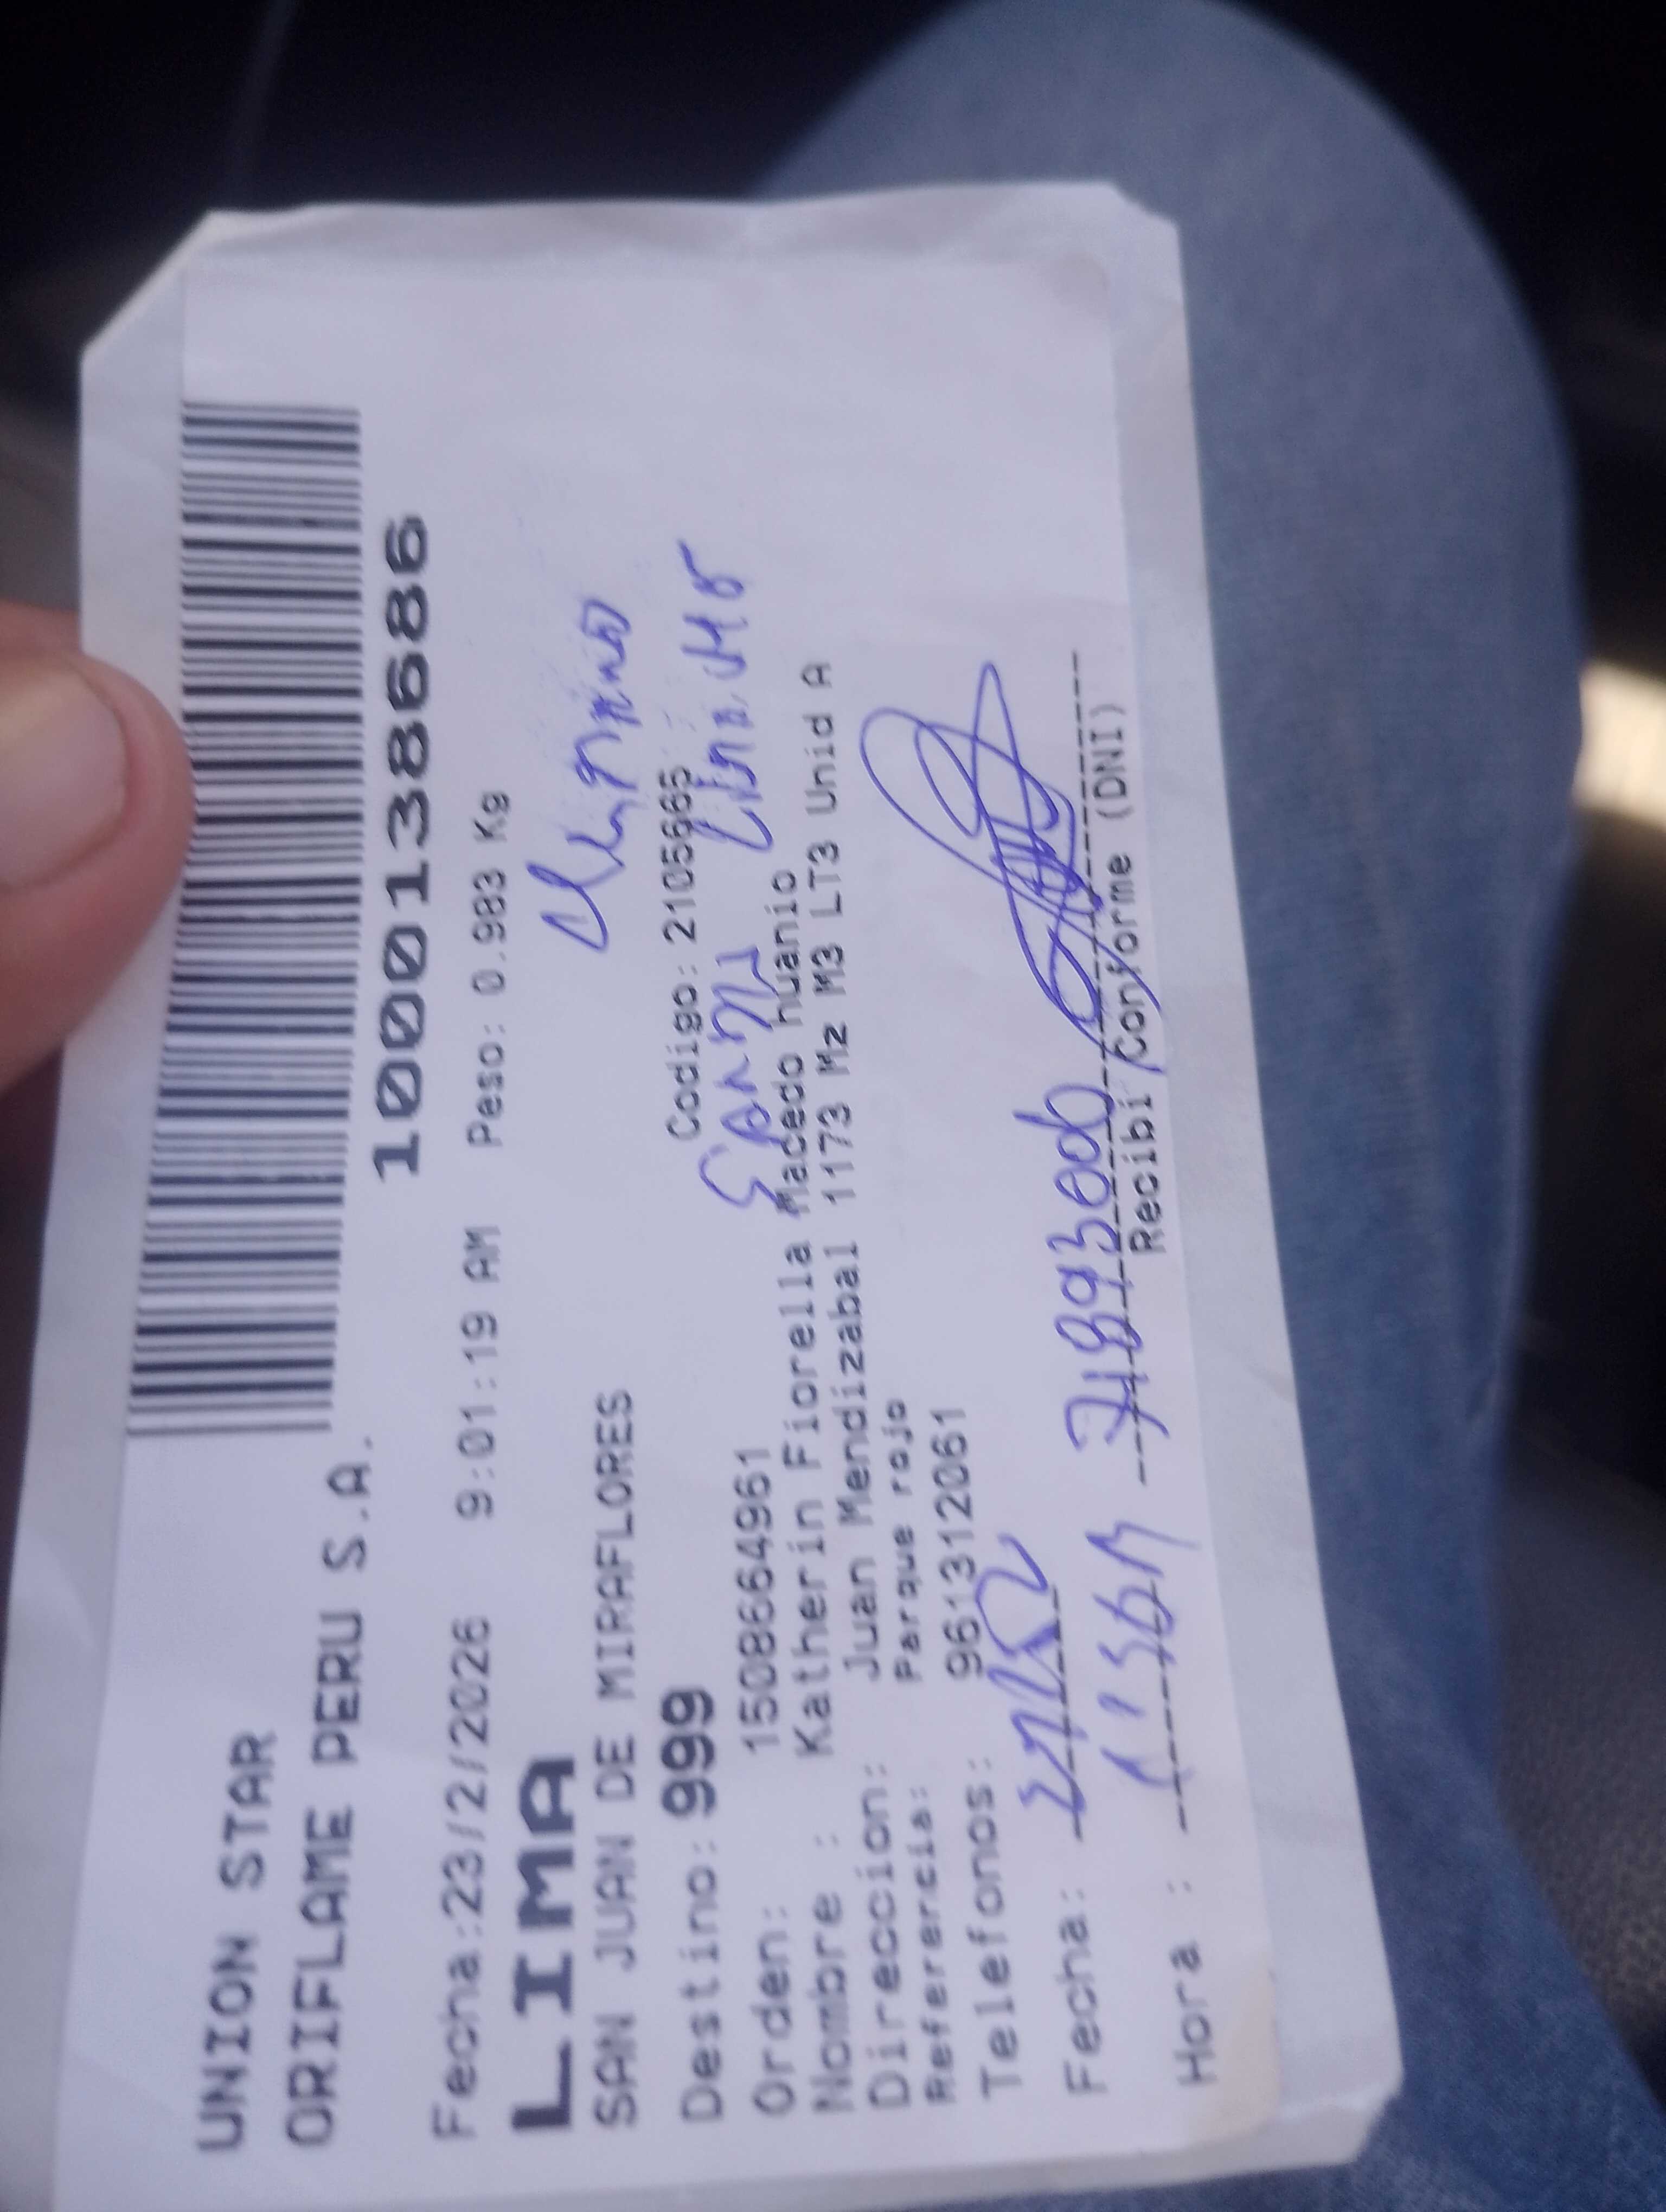 UNION STAR
ORIFLAME PERU S.A.
10001138686
Fecha:23/2/2026 9:01:19 AM Peso: 0.983 Kg
LIMA
SAN JUAN DE MIRAFLORES
Destino: 999 Codigo: 2105665
Orden: 1508664961
Nombre : Katherin Fiorella Macedo huanio
Direccion: Juan Mendizabal 1173 Mz M3 LT3 Unid A
Referencia: Parque rojo
Telefonos: 961312061
Fecha:
Hora :
Recibi Conforme (DNI)